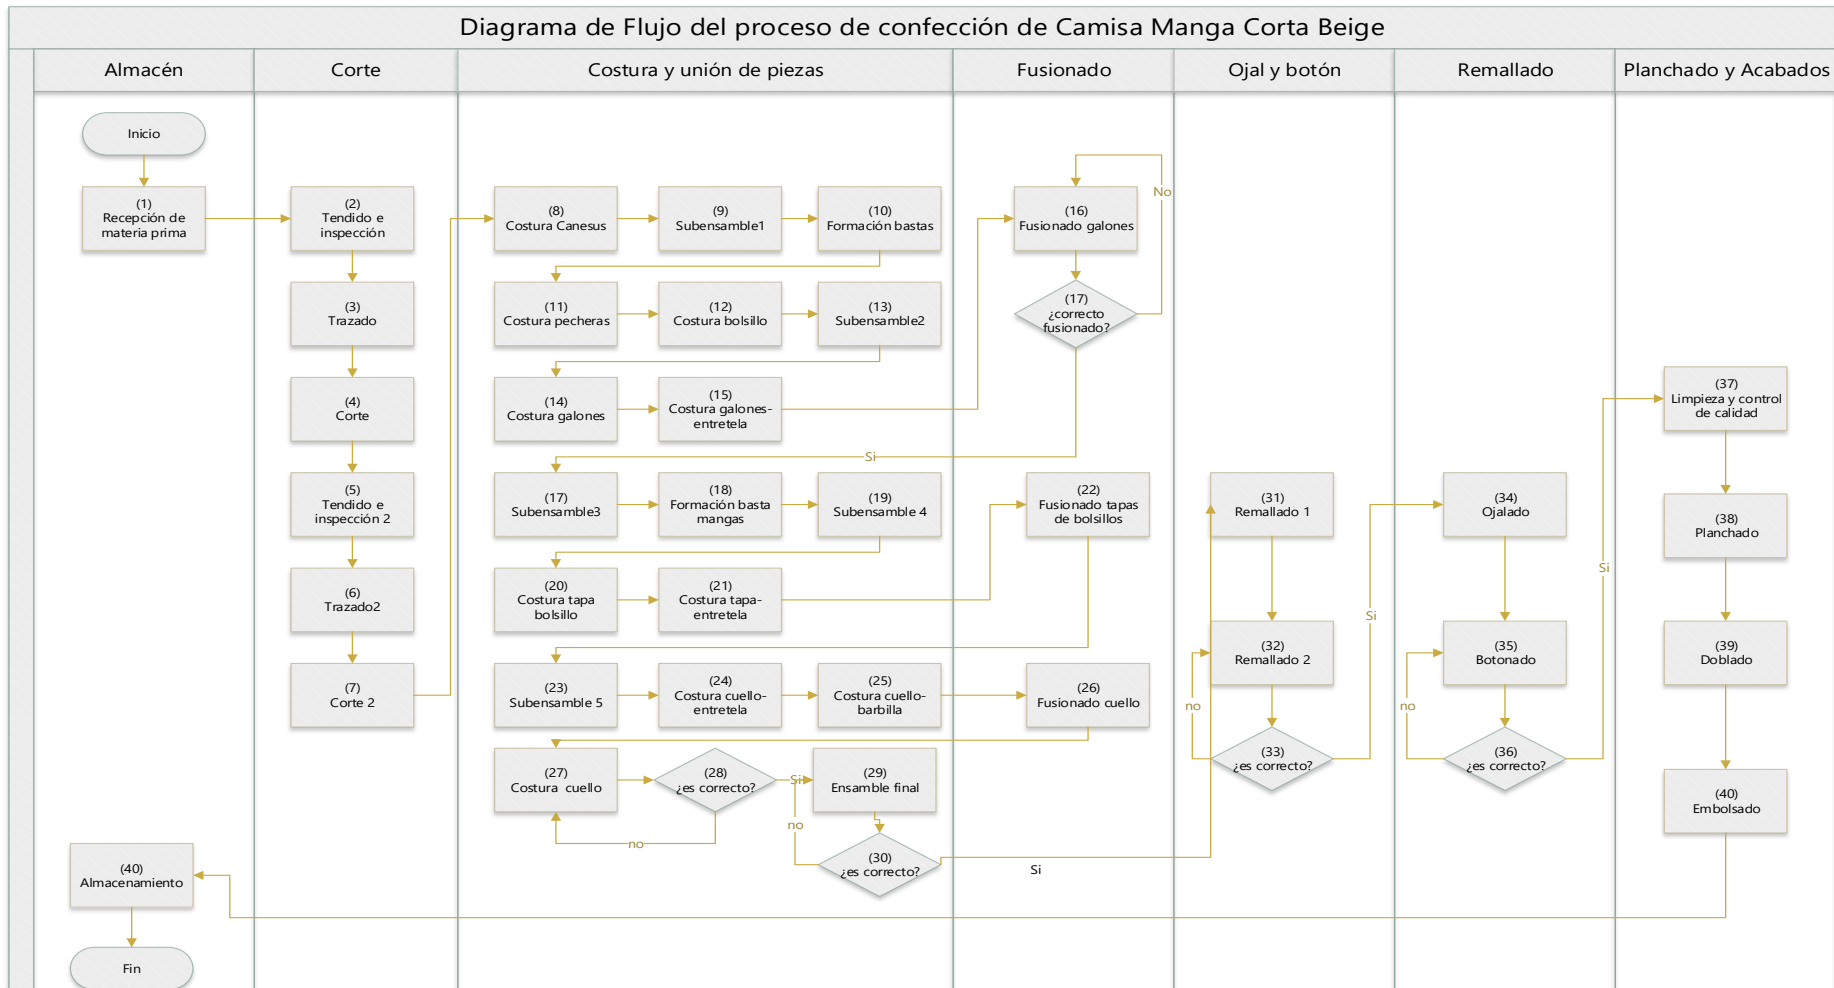 Diagrama de Flujo del proceso de confección de Camisa Manga Corta Beige
Almacén
Corte
Costura y unión de piezas
Fusionado
Ojal y botón
Remallado
Planchado y Acabados
Inicio
(1)
Recepción de
materia prima
(2)
Tendido e
inspección
(3)
Trazado
(4)
Corte
(5)
Tendido e
inspección 2
(6)
Trazado2
(7)
Corte 2
(8)
Costura Canesus
(9)
Subensamble1
(10)
Formación bastas
(11)
Costura pecheras
(12)
Costura bolsillo
(13)
Subensamble2
(14)
Costura galones
(15)
Costura galones-
entretela
(16)
Fusionado galones
No
(17)
¿correcto
fusionado?
Si
(17)
Subensamble3
(18)
Formación basta
mangas
(19)
Subensamble 4
(20)
Costura tapa
bolsillo
(21)
Costura tapa-
entretela
(22)
Fusionado tapas
de bolsillos
(23)
Subensamble 5
(24)
Costura cuello-
entretela
(25)
Costura cuello-
barbilla
(26)
Fusionado cuello
(27)
Costura cuello
(28)
¿es correcto?
no
Si
(29)
Ensamble final
no
(30)
¿es correcto?
Si
(31)
Remallado 1
(32)
Remallado 2
no
(33)
¿es correcto?
Si
(34)
Ojalado
(35)
Botonado
no
(36)
¿es correcto?
Si
(37)
Limpieza y control
de calidad
(38)
Planchado
(39)
Doblado
(40)
Embolsado
(40)
Almacenamiento
Fin